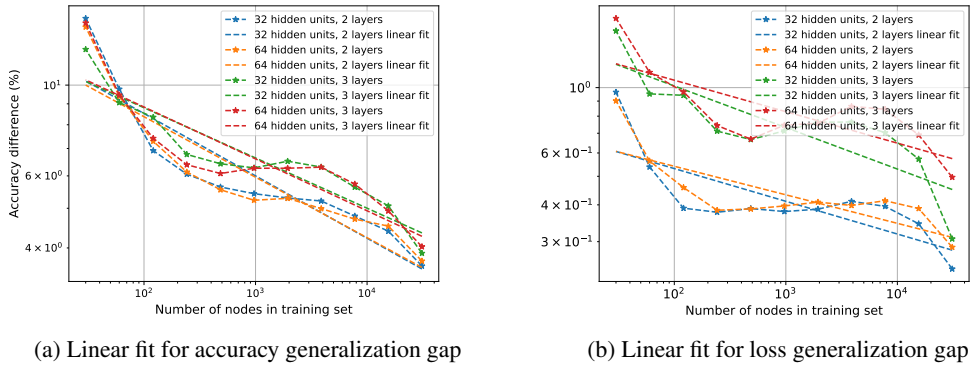 32 hidden units, 2 layers
32 hidden units, 2 layers linear fit
64 hidden units, 2 layers
64 hidden units, 2 layers linear fit
32 hidden units, 3 layers
32 hidden units, 3 layers linear fit
64 hidden units, 3 layers
64 hidden units, 3 layers linear fit
Accuracy difference (%)
10¹
6 × 10⁰
4 × 10⁰
10² 10³ 10⁴
Number of nodes in training set
(a) Linear fit for accuracy generalization gap
32 hidden units, 2 layers
32 hidden units, 2 layers linear fit
64 hidden units, 2 layers
64 hidden units, 2 layers linear fit
32 hidden units, 3 layers
32 hidden units, 3 layers linear fit
64 hidden units, 3 layers
64 hidden units, 3 layers linear fit
10⁰
6 × 10⁻¹
4 × 10⁻¹
3 × 10⁻¹
10² 10³ 10⁴
Number of nodes in training set
(b) Linear fit for loss generalization gap